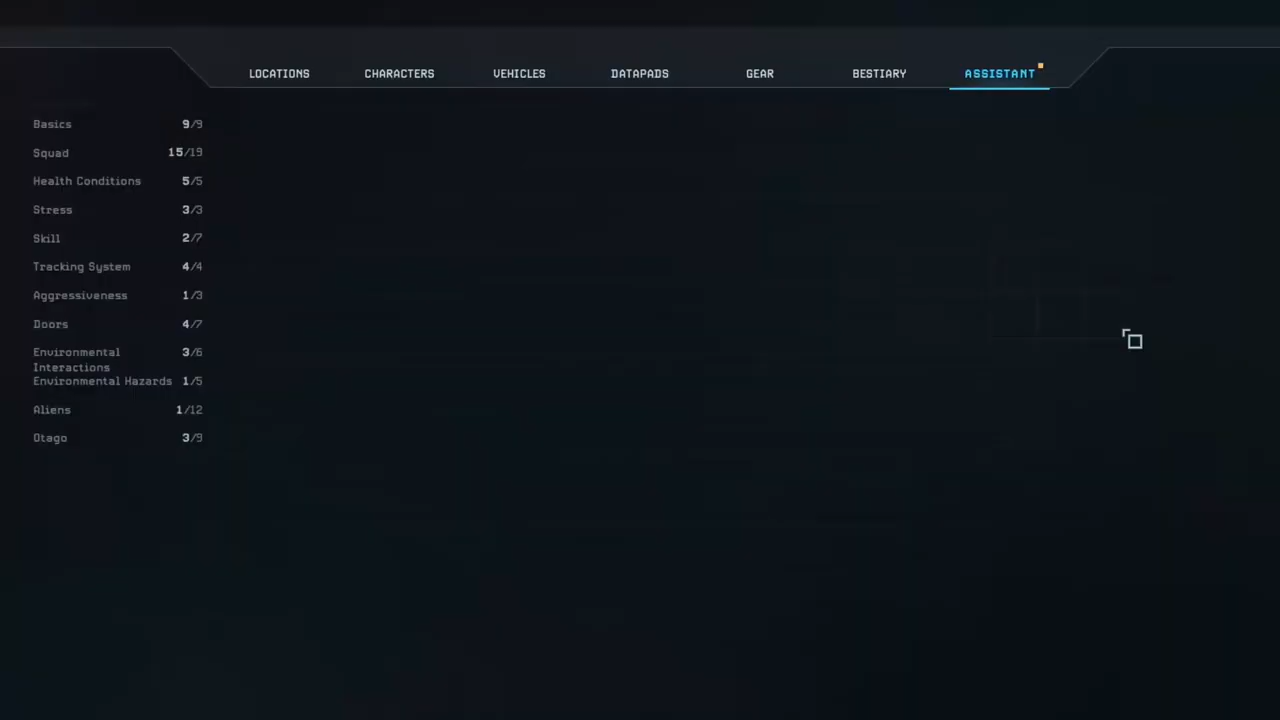 LOCATIONS CHARACTERS VEHICLES DATAPADS GEAR BESTIARY ASSISTANT
Basics 9/9
Squad 15/19
Health Conditions 5/5
Stress 3/3
Skill 2/7
Tracking System 4/4
Aggressiveness 1/3
Doors 4/7
Environmental 3/6
Interactions
Environmental Hazards 1/5
Aliens 1/12
Otago 3/9